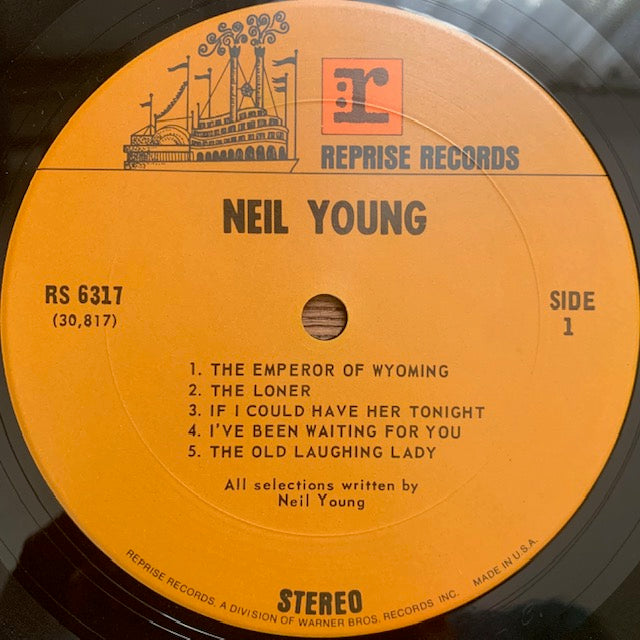 r
REPRISE RECORDS
NEIL YOUNG
RS 6317
(30,817)
SIDE
1
1. THE EMPEROR OF WYOMING
2. THE LONER
3. IF I COULD HAVE HER TONIGHT
4. I'VE BEEN WAITING FOR YOU
5. THE OLD LAUGHING LADY
All selections written by
Neil Young
STEREO
REPRISE RECORDS, A DIVISION OF WARNER BROS. RECORDS INC. MADE IN U.S.A.